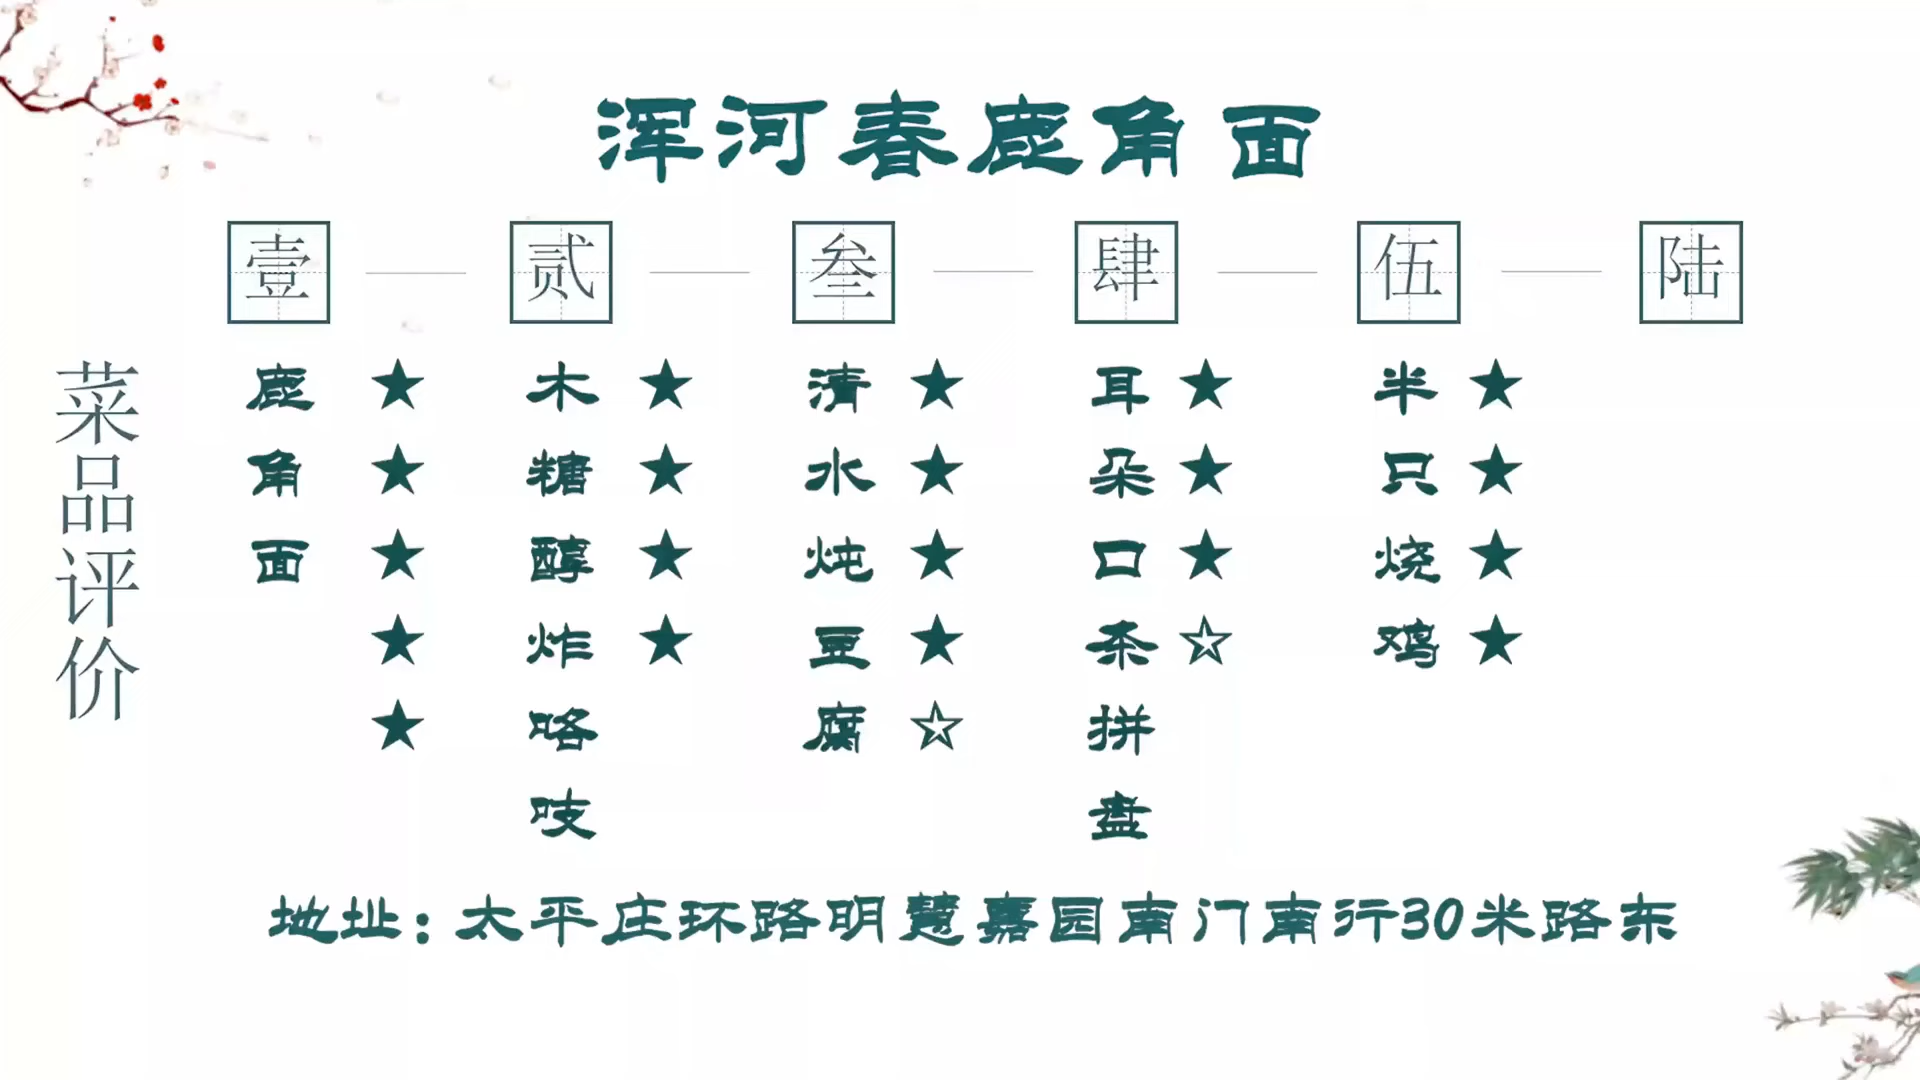 浑河春鹿角面
壹
贰
叁
肆
伍
陆
菜品评价
鹿角面
★★★★★
木糖醇炸咯吱
★★★★
清水炖豆腐
★★★★☆
耳朵口条拼盘
★★★☆
半只烧鸡
★★★★
地址：太平庄环路明慧嘉园南门南行30米路东